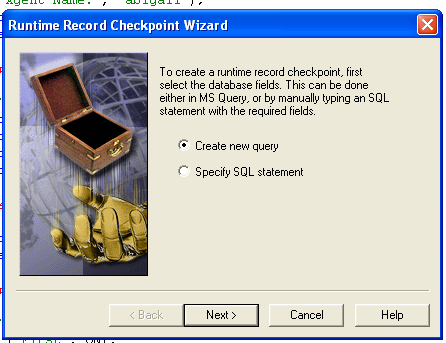 Agent Name:", "abigail");
Runtime Record Checkpoint Wizard
To create a runtime record checkpoint, first
select the database fields. This can be done
either in MS Query, or by manually typing an SQL
statement with the required fields.
Create new query
Specify SQL statement
< Back
Next >
Cancel
Help